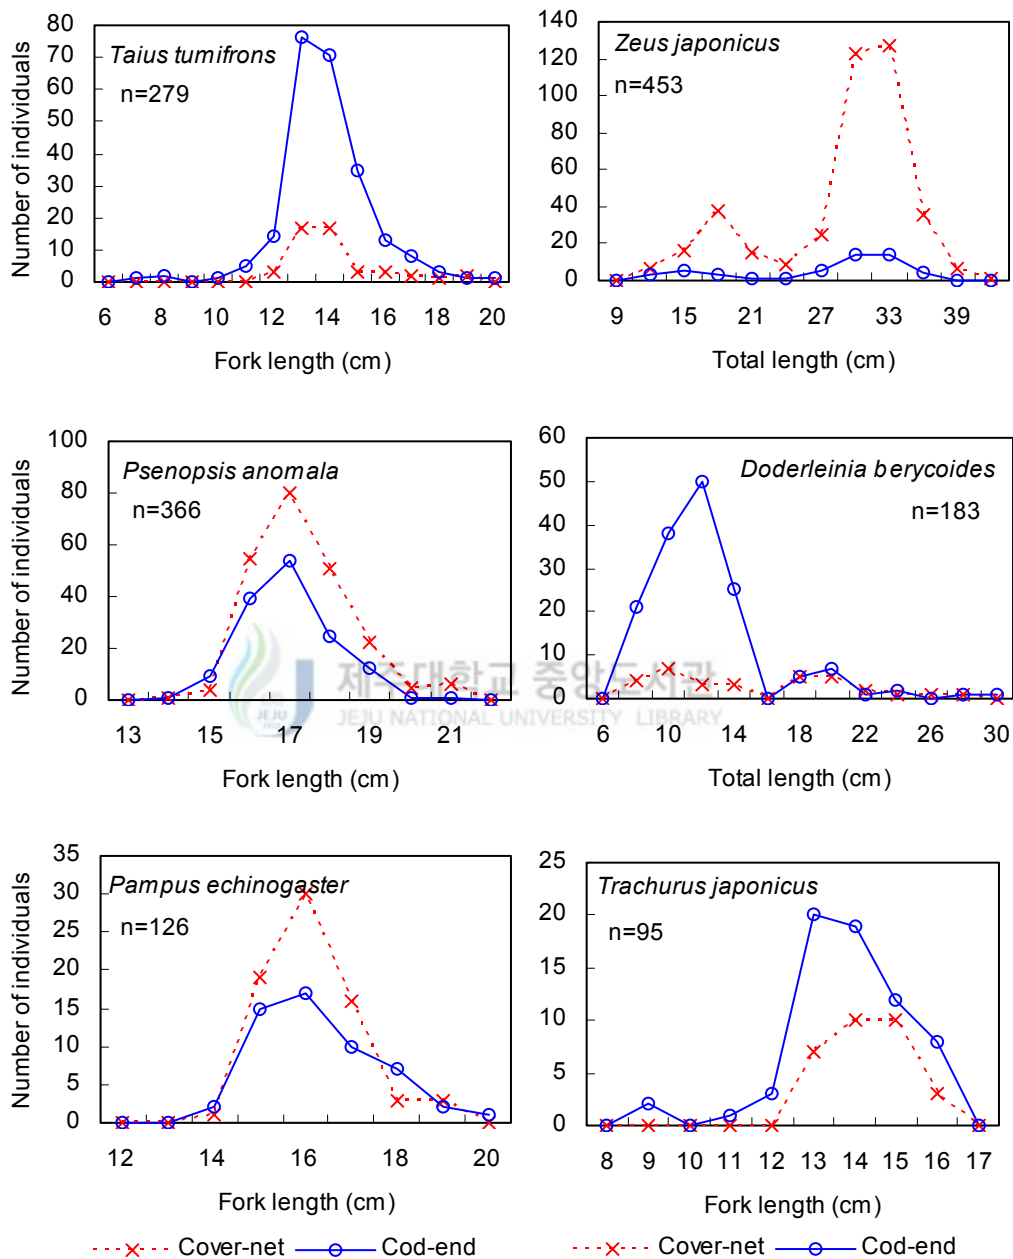 Taius tumifrons
n=279
Number of individuals
80
70
60
50
40
30
20
10
0
6 8 10 12 14 16 18 20
Fork length (cm)
Zeus japonicus
n=453
140
120
100
80
60
40
20
0
9 15 21 27 33 39
Total length (cm)
Psenopsis anomala
n=366
Number of individuals
100
80
60
40
20
0
13 15 17 19 21
Fork length (cm)
Doderleinia berycoides
n=183
60
50
40
30
20
10
0
6 10 14 18 22 26 30
Total length (cm)
제주대학교 중앙도서관
JEJU NATIONAL UNIVERSITY LIBRARY
JEJU
Pampus echinogaster
n=126
Number of individuals
35
30
25
20
15
10
5
0
12 14 16 18 20
Fork length (cm)
Cover-net Cod-end
Trachurus japonicus
n=95
25
20
15
10
5
0
8 9 10 11 12 13 14 15 16 17
Fork length (cm)
Cover-net Cod-end